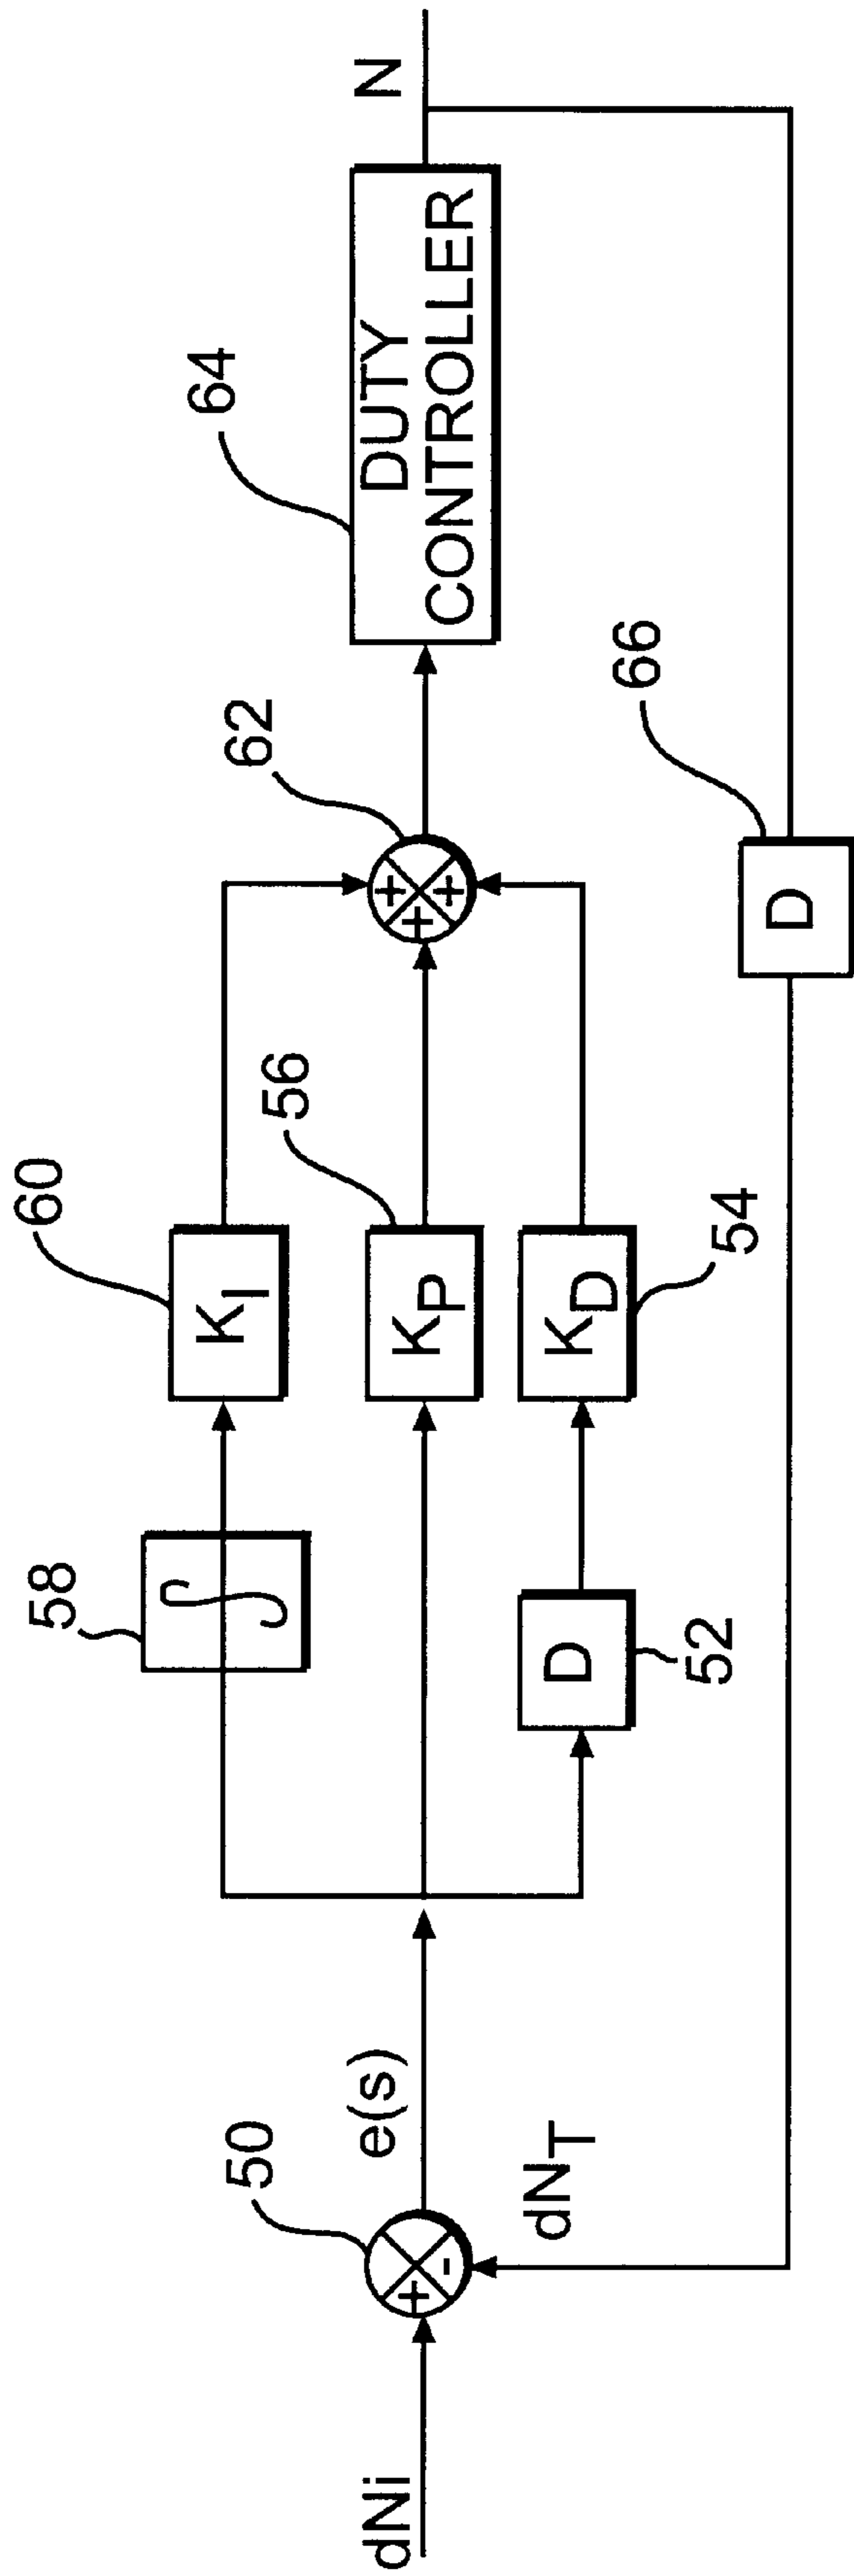 60
58
K_I
64
62
56
50
e(s)
K_P
DUTY
CONTROLLER
N
dNi
+
-
+
+
+
dN_T
D
K_D
52
54
66
D